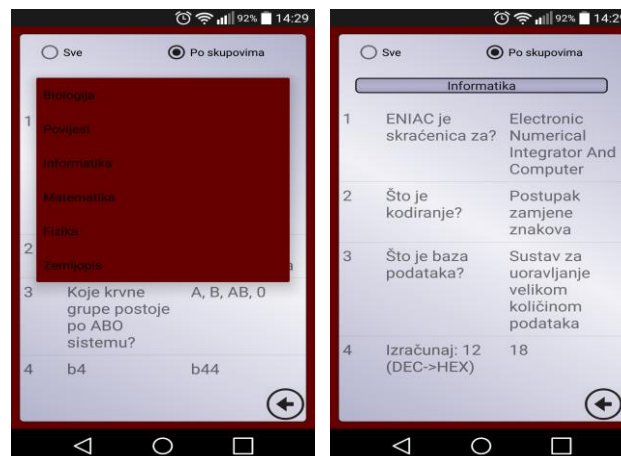 92% 14:29
Sve Po skupovima
Biologija
1 Povijest
Informatika
Matematika
Fizika
2 Zemljopis a
3 Koje krvne A, B, AB, 0
grupe postoje
po ABO
sistemu?
4 b4 b44
92% 14:29
Sve Po skupovima
Informatika
1 ENIAC je Electronic
skraćenica za? Numerical
Integrator And
Computer
2 Što je Postupak
kodiranje? zamjene
znakova
3 Što je baza Sustav za
podataka? uoravljanje
velikom
količinom
podataka
4 Izračunaj: 12 18
(DEC->HEX)